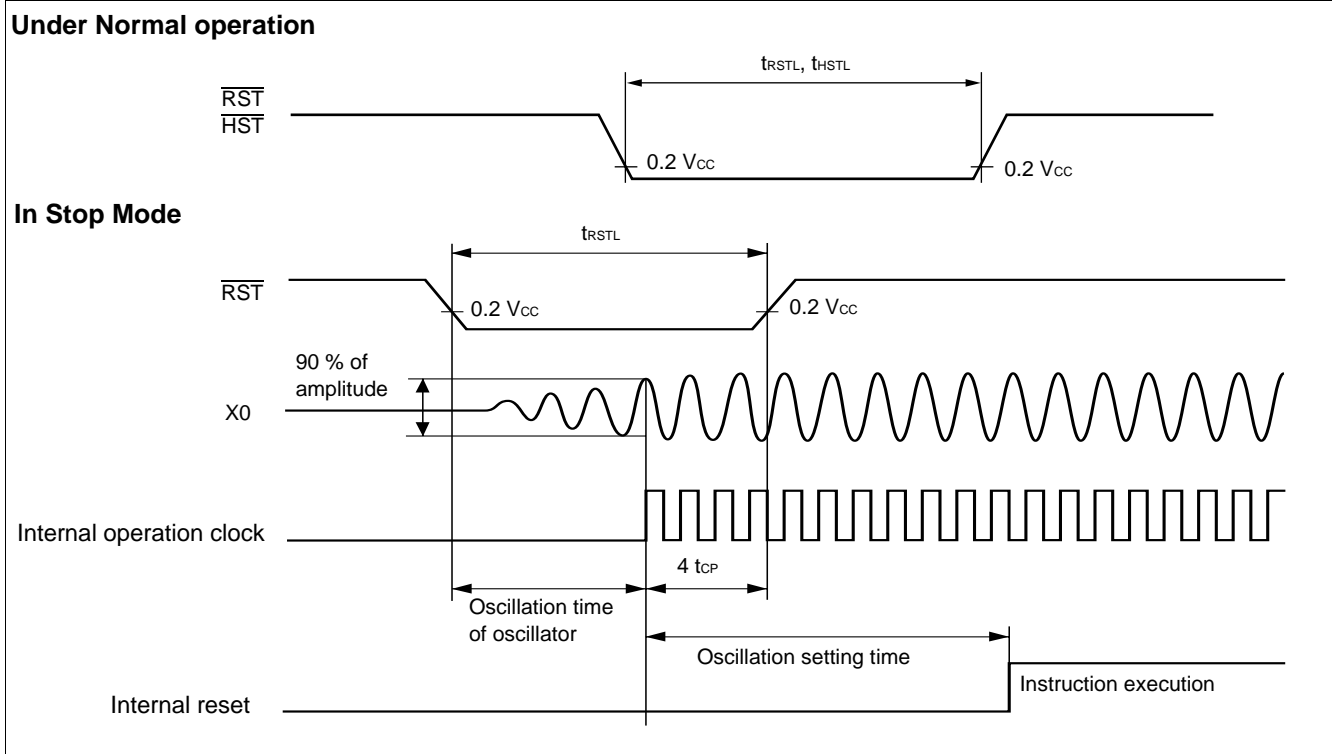 Under Normal operation
tRSTL, tHSTL
RST
HST
0.2 VCC
0.2 VCC
In Stop Mode
tRSTL
RST
0.2 VCC
0.2 VCC
90 % of
amplitude
X0
Internal operation clock
4 tCP
Oscillation time
of oscillator
Oscillation setting time
Instruction execution
Internal reset